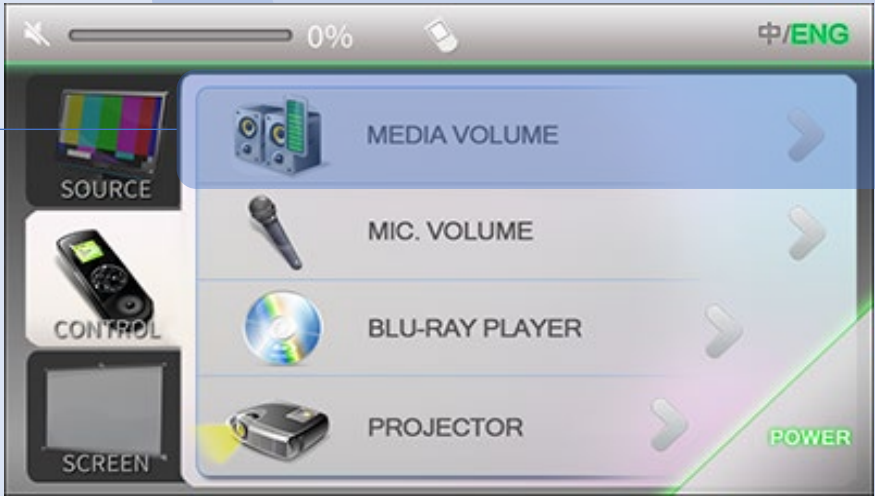 0%
中/ENG
SOURCE
MEDIA VOLUME
MIC. VOLUME
CONTROL
BLU-RAY PLAYER
PROJECTOR
POWER
SCREEN